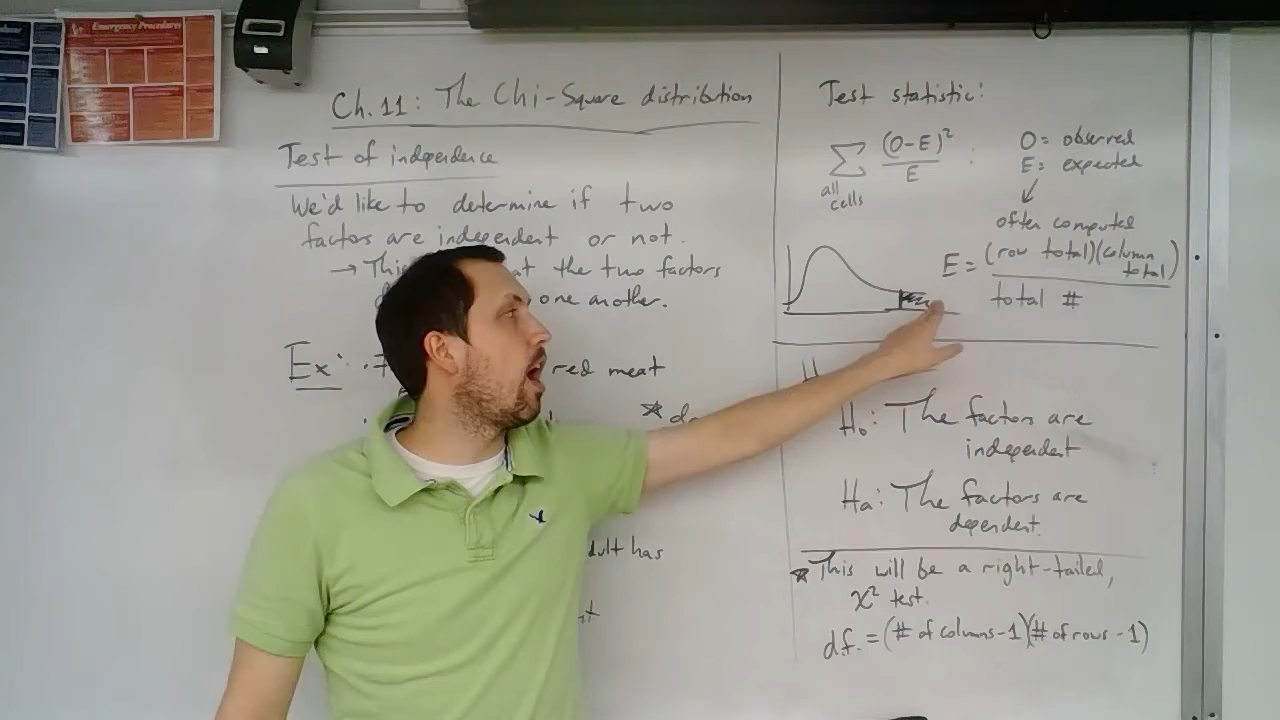 Emergency Procedures
Ch. 11: The Chi-Square distribution
Test of independence
We'd like to determine if two
factors are independent or not.
→ This at the two factors
one another.
Ex: red meat
dult has
Test statistic:
∑ (O-E)² / E :
all
cells
O = observed
E = expected
↓
often computed
E = (row total)(column total) / total #
H₀: The factors are
independent
Hₐ: The factors are
dependent.
★ This will be a right-tailed,
χ² test.
d.f. = (# of columns - 1)(# of rows - 1)